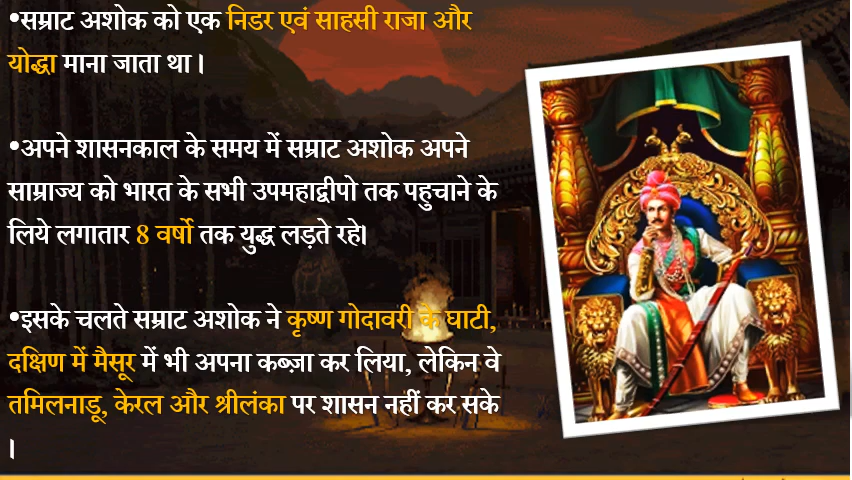 •सम्राट अशोक को एक निडर एवं साहसी राजा और
योद्धा माना जाता था ।
•अपने शासनकाल के समय में सम्राट अशोक अपने
साम्राज्य को भारत के सभी उपमहाद्वीपो तक पहुचाने के
लिये लगातार 8 वर्षो तक युद्ध लड़ते रहे।
•इसके चलते सम्राट अशोक ने कृष्ण गोदावरी के घाटी,
दक्षिण में मैसूर में भी अपना कब्ज़ा कर लिया, लेकिन वे
तमिलनाडू, केरल और श्रीलंका पर शासन नहीं कर सके
।